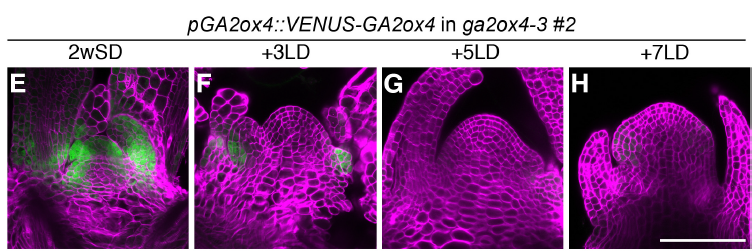 pGA2ox4::VENUS-GA2ox4 in ga2ox4-3 #2
2wSD +3LD +5LD +7LD
E F G H